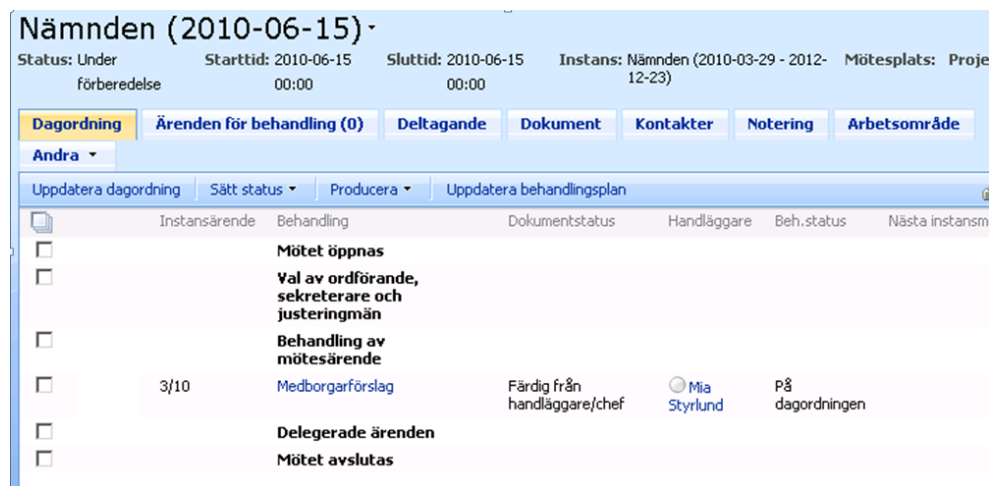 Nämnden (2010-06-15)
Status: Under förberedelse Starttid: 2010-06-15 00:00 Sluttid: 2010-06-15 00:00 Instans: Nämnden (2010-03-29 - 2012-12-23) Mötesplats: Proje
Dagordning Ärenden för behandling (0) Deltagande Dokument Kontakter Notering Arbetsområde
Andra
Uppdatera dagordning Sätt status Producera Uppdatera behandlingsplan
Instansärende Behandling Dokumentstatus Handläggare Beh.status Nästa instansm
Mötet öppnas
Val av ordförande,
sekreterare och
justeringmän
Behandling av
mötesärende
3/10 Medborgarförslag Färdig från handläggare/chef Mia Styrlund På dagordningen
Delegerade ärenden
Mötet avslutas